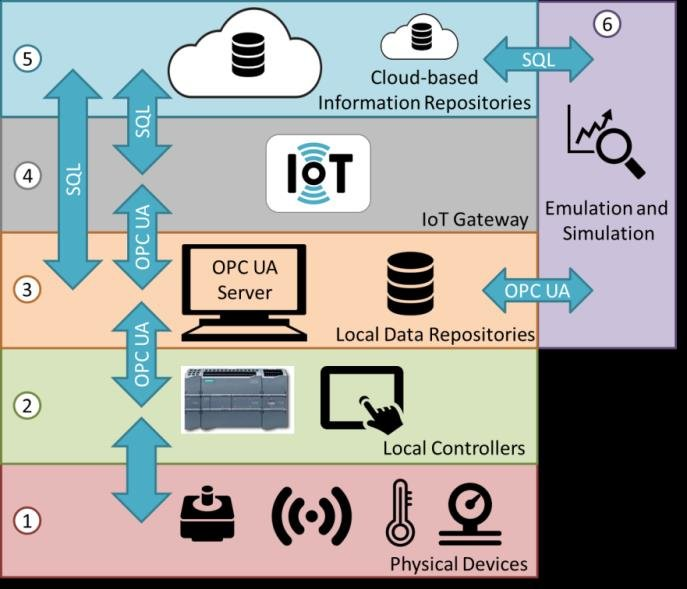 6
5
SQL
Cloud-based
Information Repositories
SQL
SQL
4
IoT
IoT Gateway
Emulation and
Simulation
OPC UA
3
OPC UA
Server
OPC UA
Local Data Repositories
OPC UA
2
Local Controllers
1
Physical Devices